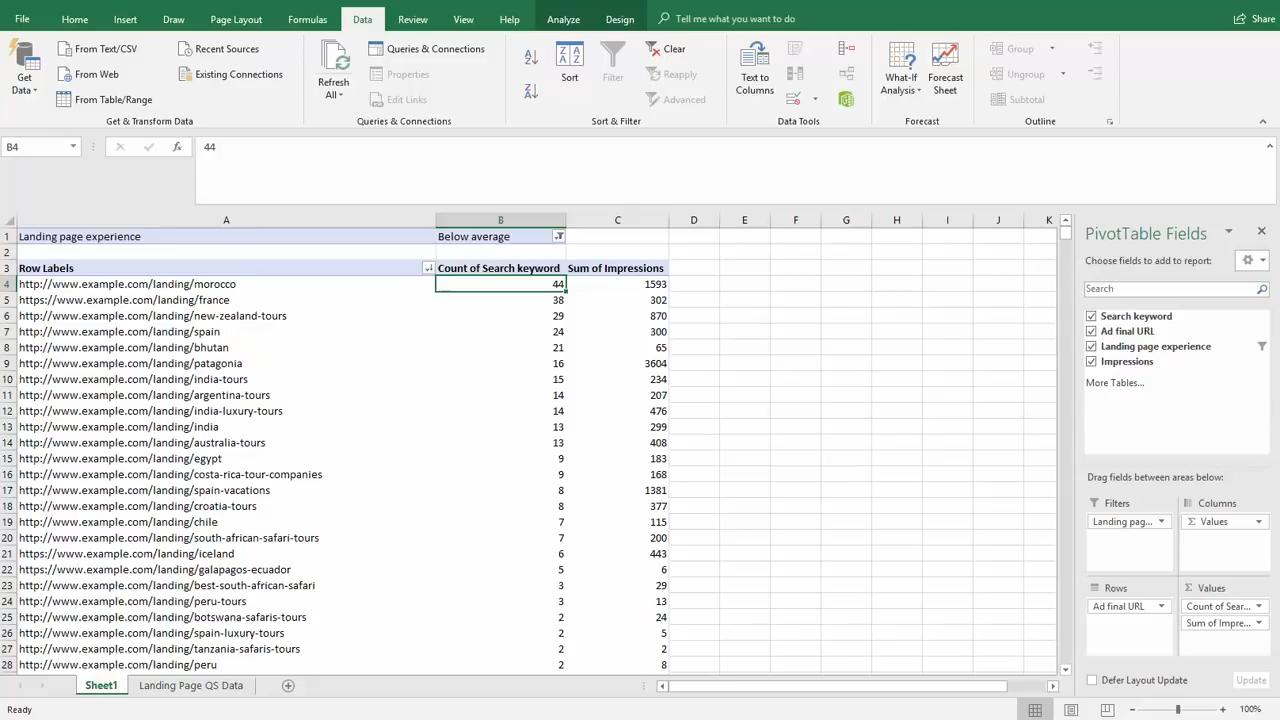 File Home Insert Draw Page Layout Formulas Data Review View Help Analyze Design Tell me what you want to do Share
Get Data
From Text/CSV
From Web
From Table/Range
Recent Sources
Existing Connections
Get & Transform Data
Refresh All
Queries & Connections
Properties
Edit Links
Queries & Connections
Sort
Filter
Clear
Reapply
Advanced
Sort & Filter
Text to Columns
Data Tools
What-If Analysis
Forecast Sheet
Forecast
Group
Ungroup
Subtotal
Outline
B4 fx 44
A B C D E F G H I J K
1 Landing page experience Below average
2
3 Row Labels Count of Search keyword Sum of Impressions
4 http://www.example.com/landing/morocco 44 1593
5 https://www.example.com/landing/france 38 302
6 http://www.example.com/landing/new-zealand-tours 29 870
7 http://www.example.com/landing/spain 24 300
8 http://www.example.com/landing/bhutan 21 65
9 http://www.example.com/landing/patagonia 16 3604
10 http://www.example.com/landing/india-tours 15 234
11 http://www.example.com/landing/argentina-tours 14 207
12 http://www.example.com/landing/india-luxury-tours 14 476
13 http://www.example.com/landing/india 13 299
14 http://www.example.com/landing/australia-tours 13 408
15 http://www.example.com/landing/egypt 9 183
16 http://www.example.com/landing/costa-rica-tour-companies 9 168
17 http://www.example.com/landing/spain-vacations 8 1381
18 http://www.example.com/landing/croatia-tours 8 377
19 http://www.example.com/landing/chile 7 115
20 http://www.example.com/landing/south-african-safari-tours 7 200
21 https://www.example.com/landing/iceland 6 443
22 https://www.example.com/landing/galapagos-ecuador 5 6
23 http://www.example.com/landing/best-south-african-safari 3 29
24 http://www.example.com/landing/peru-tours 3 13
25 http://www.example.com/landing/botswana-safaris-tours 2 24
26 http://www.example.com/landing/spain-luxury-tours 2 5
27 http://www.example.com/landing/tanzania-safaris-tours 2 2
28 http://www.example.com/landing/peru 2 8
PivotTable Fields
Choose fields to add to report:
Search
Search keyword
Ad final URL
Landing page experience
Impressions
More Tables...
Drag fields between areas below:
Filters Columns
Landing pag... Σ Values
Rows Σ Values
Ad final URL Count of Sear...
Sum of Impre...
Defer Layout Update Update
Sheet1 Landing Page QS Data
Ready 100%